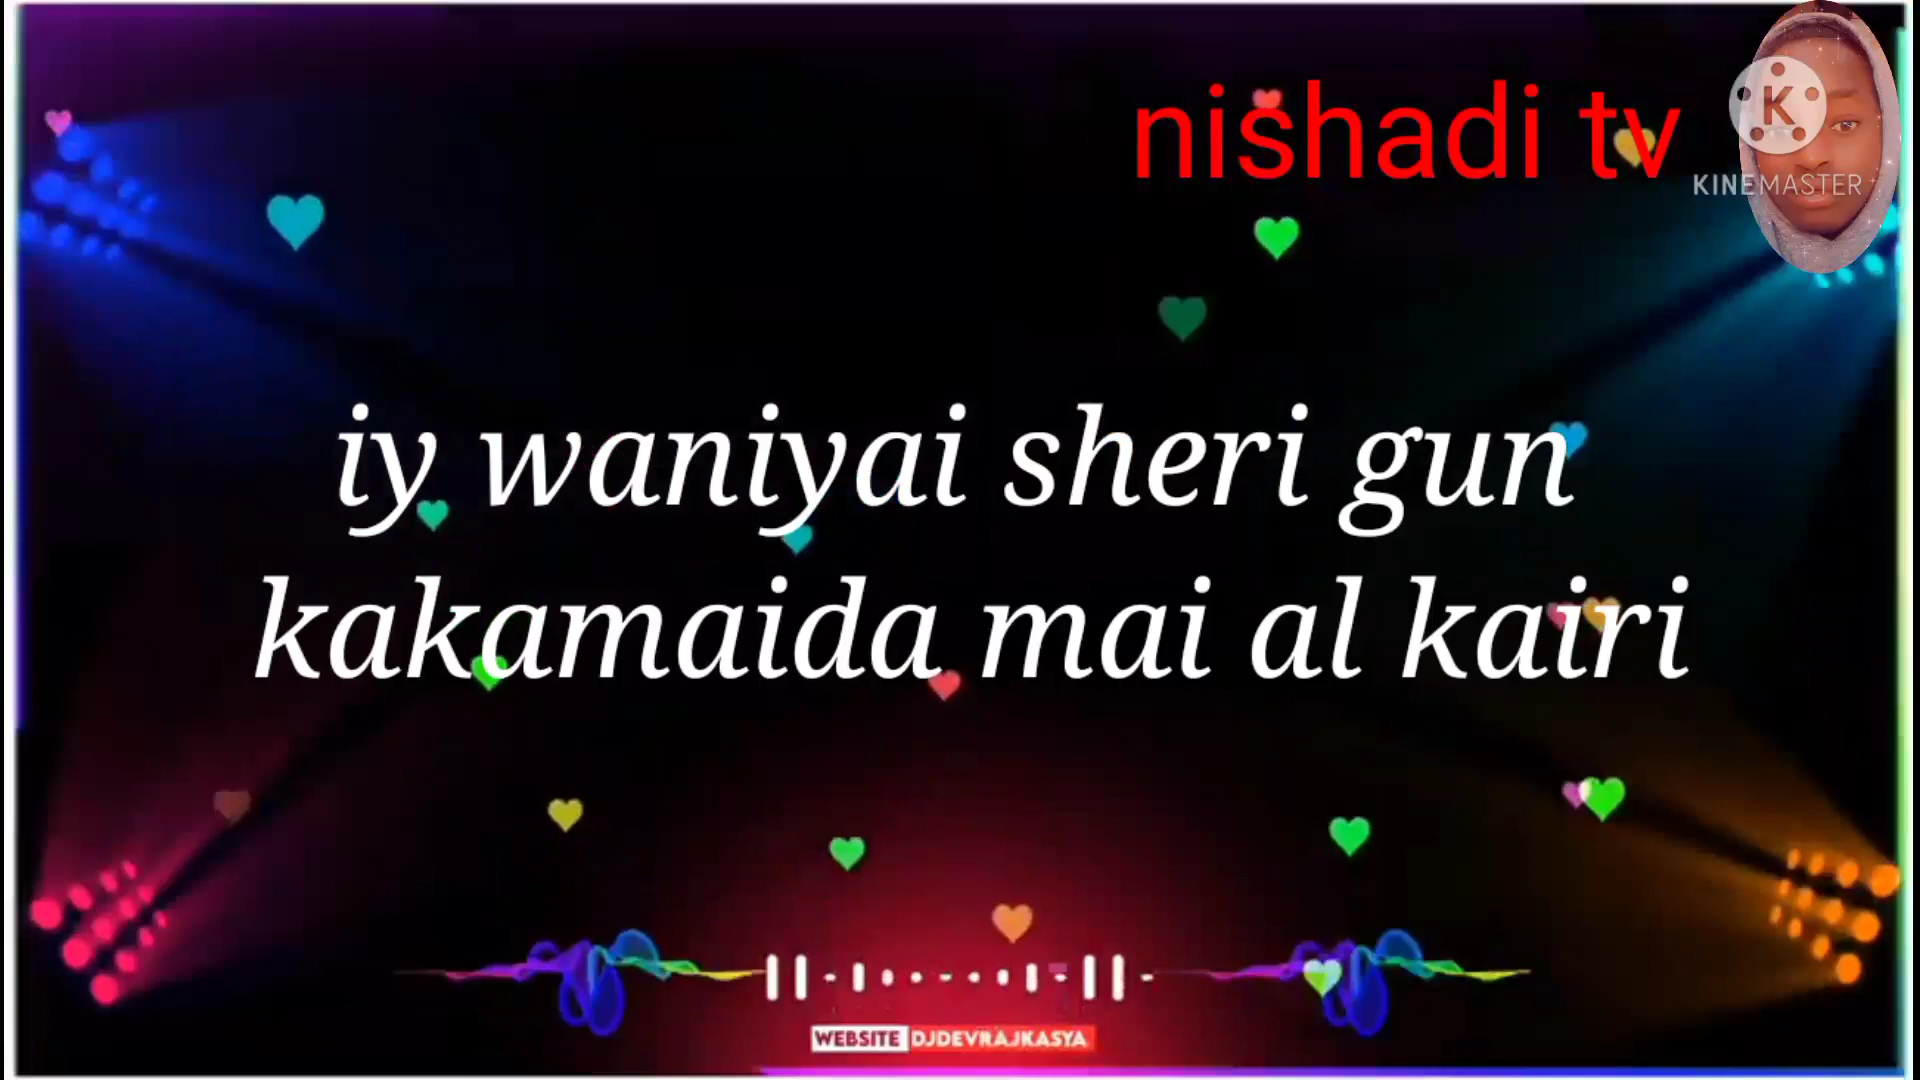 nishadi tv
K
KINEMASTER
iy waniyai sheri gun
kakamaida mai al kairi
WEBSITE DJDEVRAJKASYA